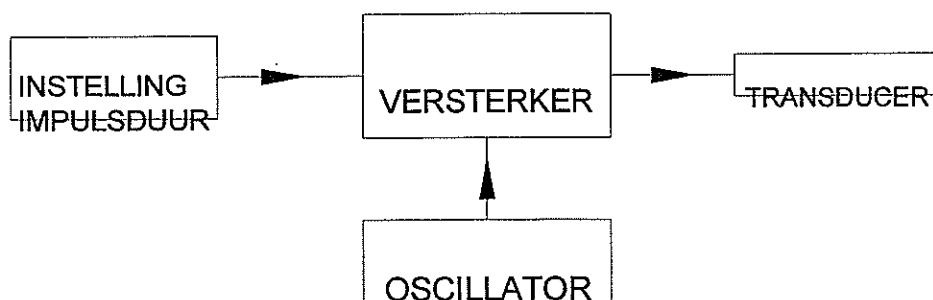 INSTELLING
IMPULSDUUR
VERSTERKER
TRANSDUCER
OSCILLATOR